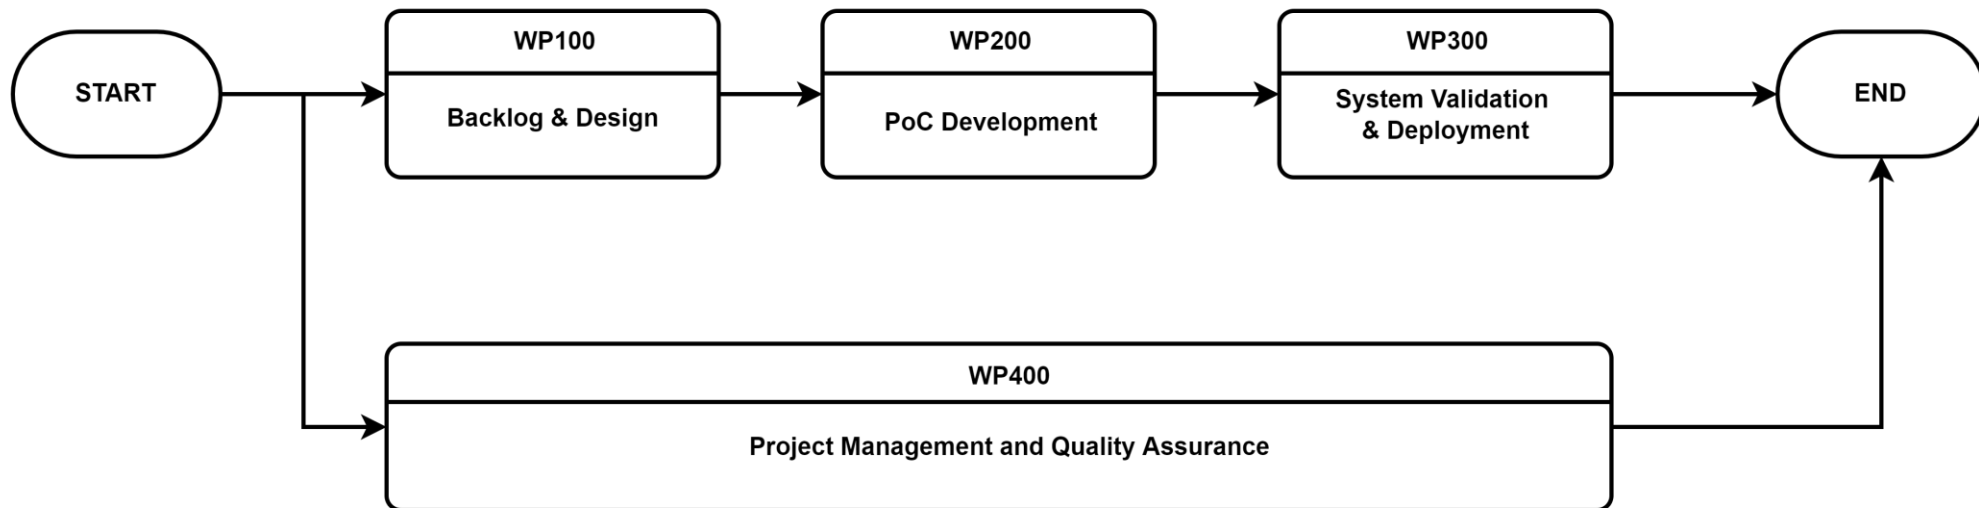 START
WP100
Backlog & Design
WP200
PoC Development
WP300
System Validation
& Deployment
END
WP400
Project Management and Quality Assurance